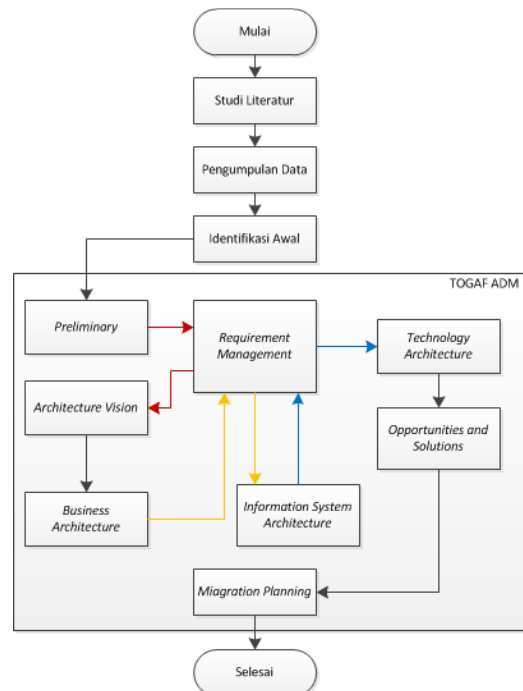 Mulai
Studi Literatur
Pengumpulan Data
Identifikasi Awal
TOGAF ADM
Preliminary
Requirement
Management
Technology
Architecture
Architecture Vision
Opportunities and
Solutions
Business
Architecture
Information System
Architecture
Miagration Planning
Selesai